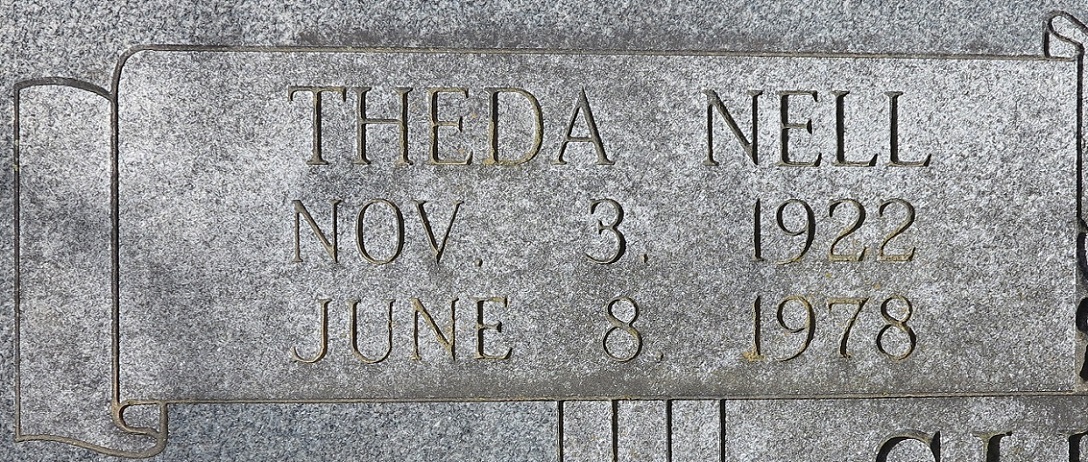 THEDA NELL
NOV. 3. 1922
JUNE 8. 1978